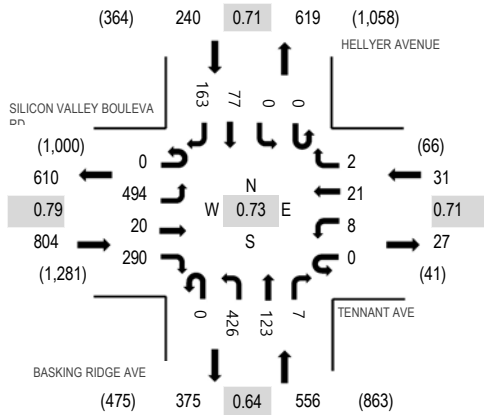 (364) 240 0.71 619 (1,058)
HELLYER AVENUE
163 77 0 0
SILICON VALLEY BOULEVA
RD
(1,000) 0 2 (66)
610 494 N 21 31
0.79 W 0.73 E 0.71
804 20 S 8 27
(1,281) 290 0 (41)
0 426 123 7
TENNANT AVE
BASKING RIDGE AVE
(475) 375 0.64 556 (863)